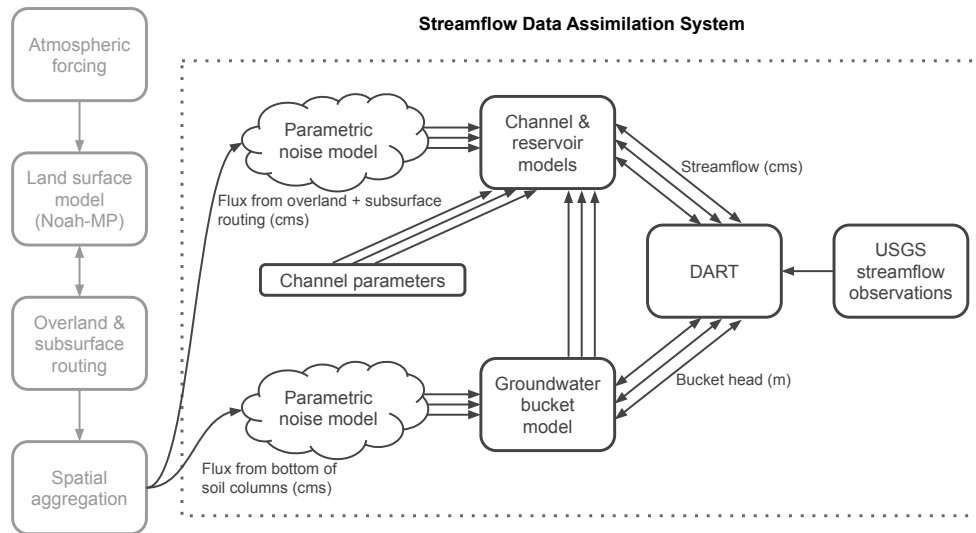 Streamflow Data Assimilation System
Atmospheric
forcing
Land surface
model
(Noah-MP)
Overland &
subsurface
routing
Spatial
aggregation
Parametric
noise model
Flux from overland + subsurface
routing (cms)
Channel parameters
Parametric
noise model
Flux from bottom of
soil columns (cms)
Channel &
reservoir
models
Groundwater
bucket
model
Streamflow (cms)
DART
Bucket head (m)
USGS
streamflow
observations